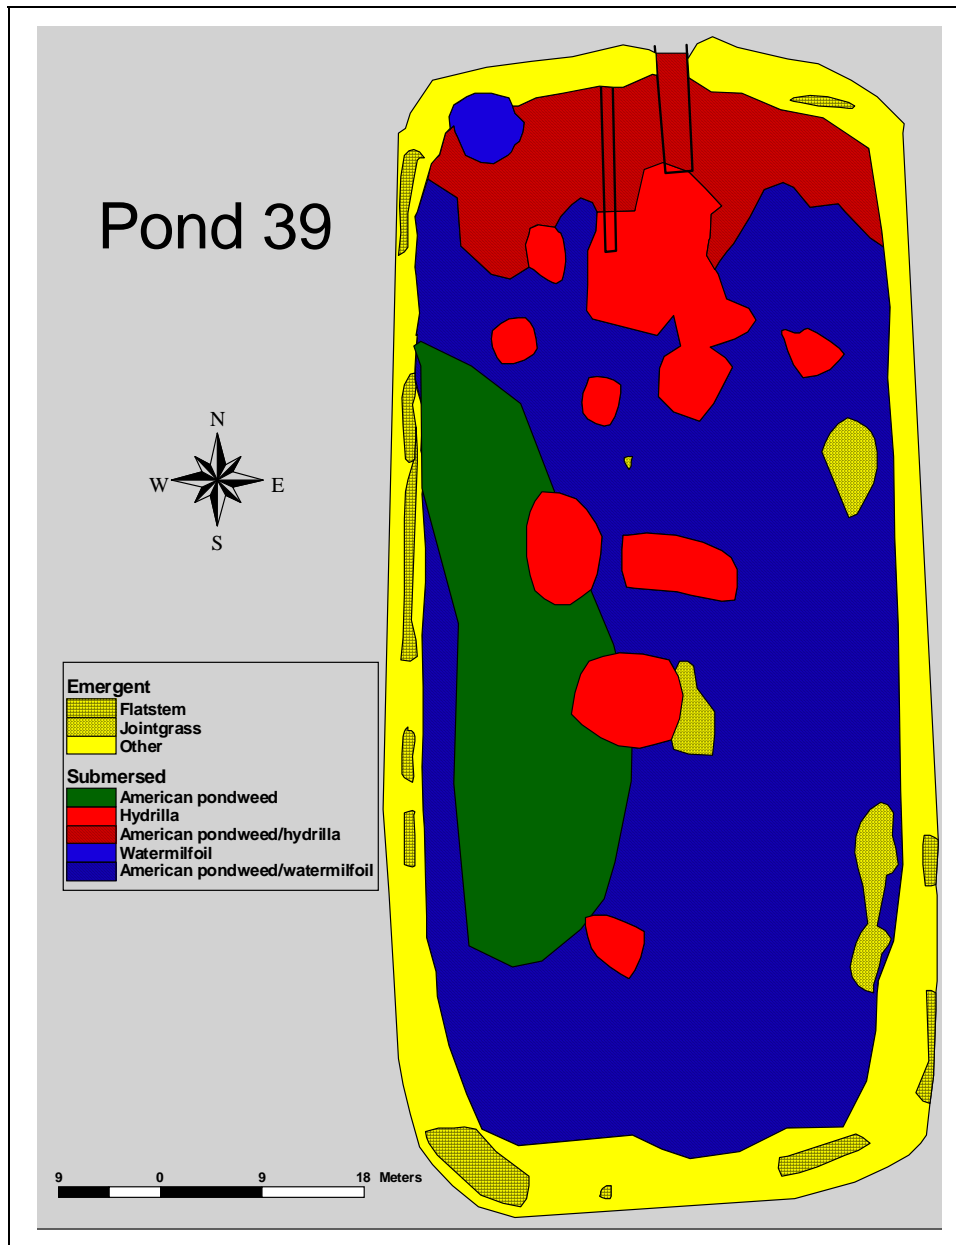 Pond 39
N
W E
S
Emergent
Flatstem
Jointgrass
Other
Submersed
American pondweed
Hydrilla
American pondweed/hydrilla
Watermilfoil
American pondweed/watermilfoil
9 0 9 18 Meters